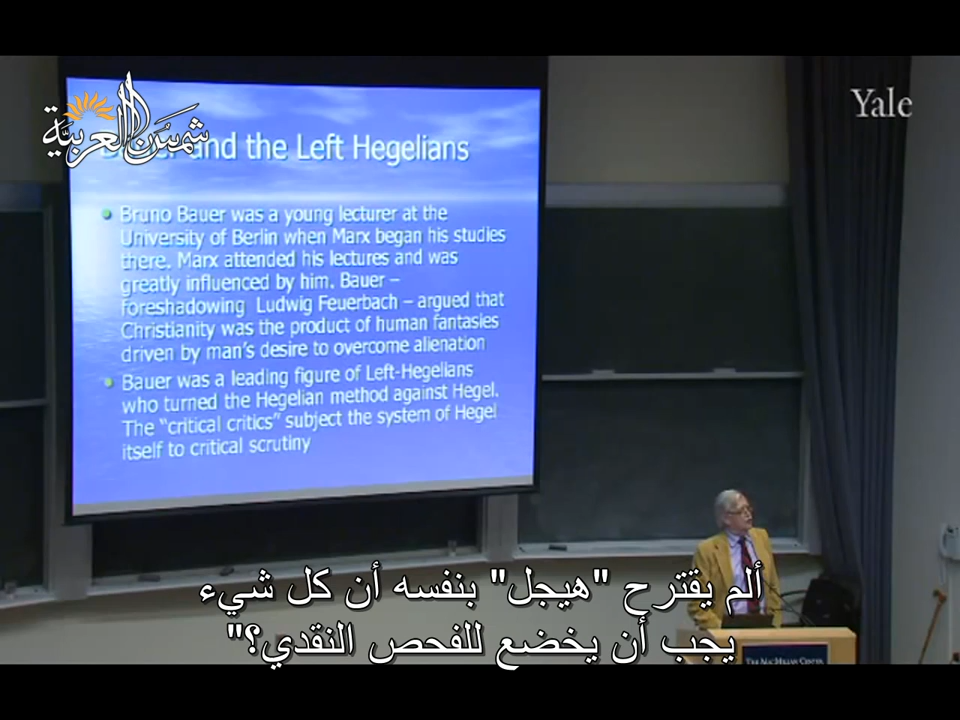 شمس العربية
Yale
and the Left Hegelians
Bruno Bauer was a young lecturer at the
University of Berlin when Marx began his studies
there. Marx attended his lectures and was
greatly influenced by him. Bauer –
foreshadowing Ludwig Feuerbach – argued that
Christianity was the product of human fantasies
driven by man's desire to overcome alienation
Bauer was a leading figure of Left-Hegelians
who turned the Hegelian method against Hegel.
The "critical critics" subject the system of Hegel
itself to critical scrutiny
ألم يقترح "هيجل" بنفسه أن كل شيء
يجب أن يخضع للفحص النقدي؟"
THE MACMILLAN CENTER